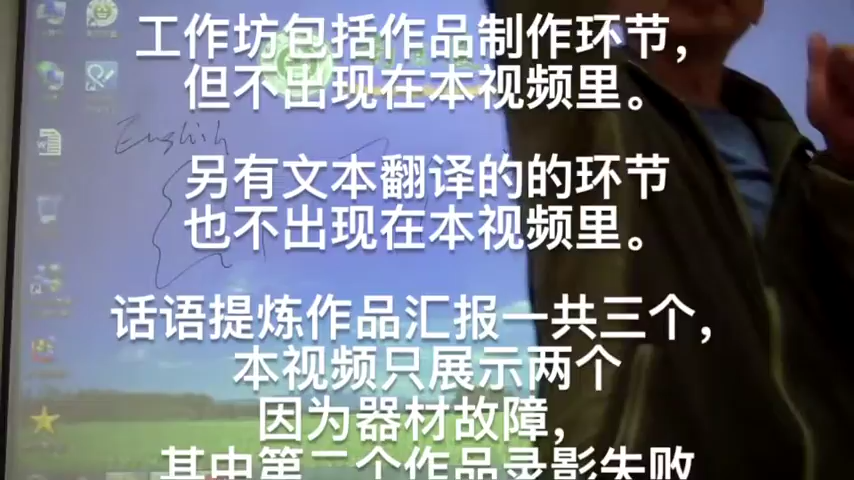 工作坊包括作品制作环节，
但不出现在本视频里。
另有文本翻译的的环节
也不出现在本视频里。
话语提炼作品汇报一共三个，
本视频只展示两个
因为器材故障，
其中第二个作品录影失败
English